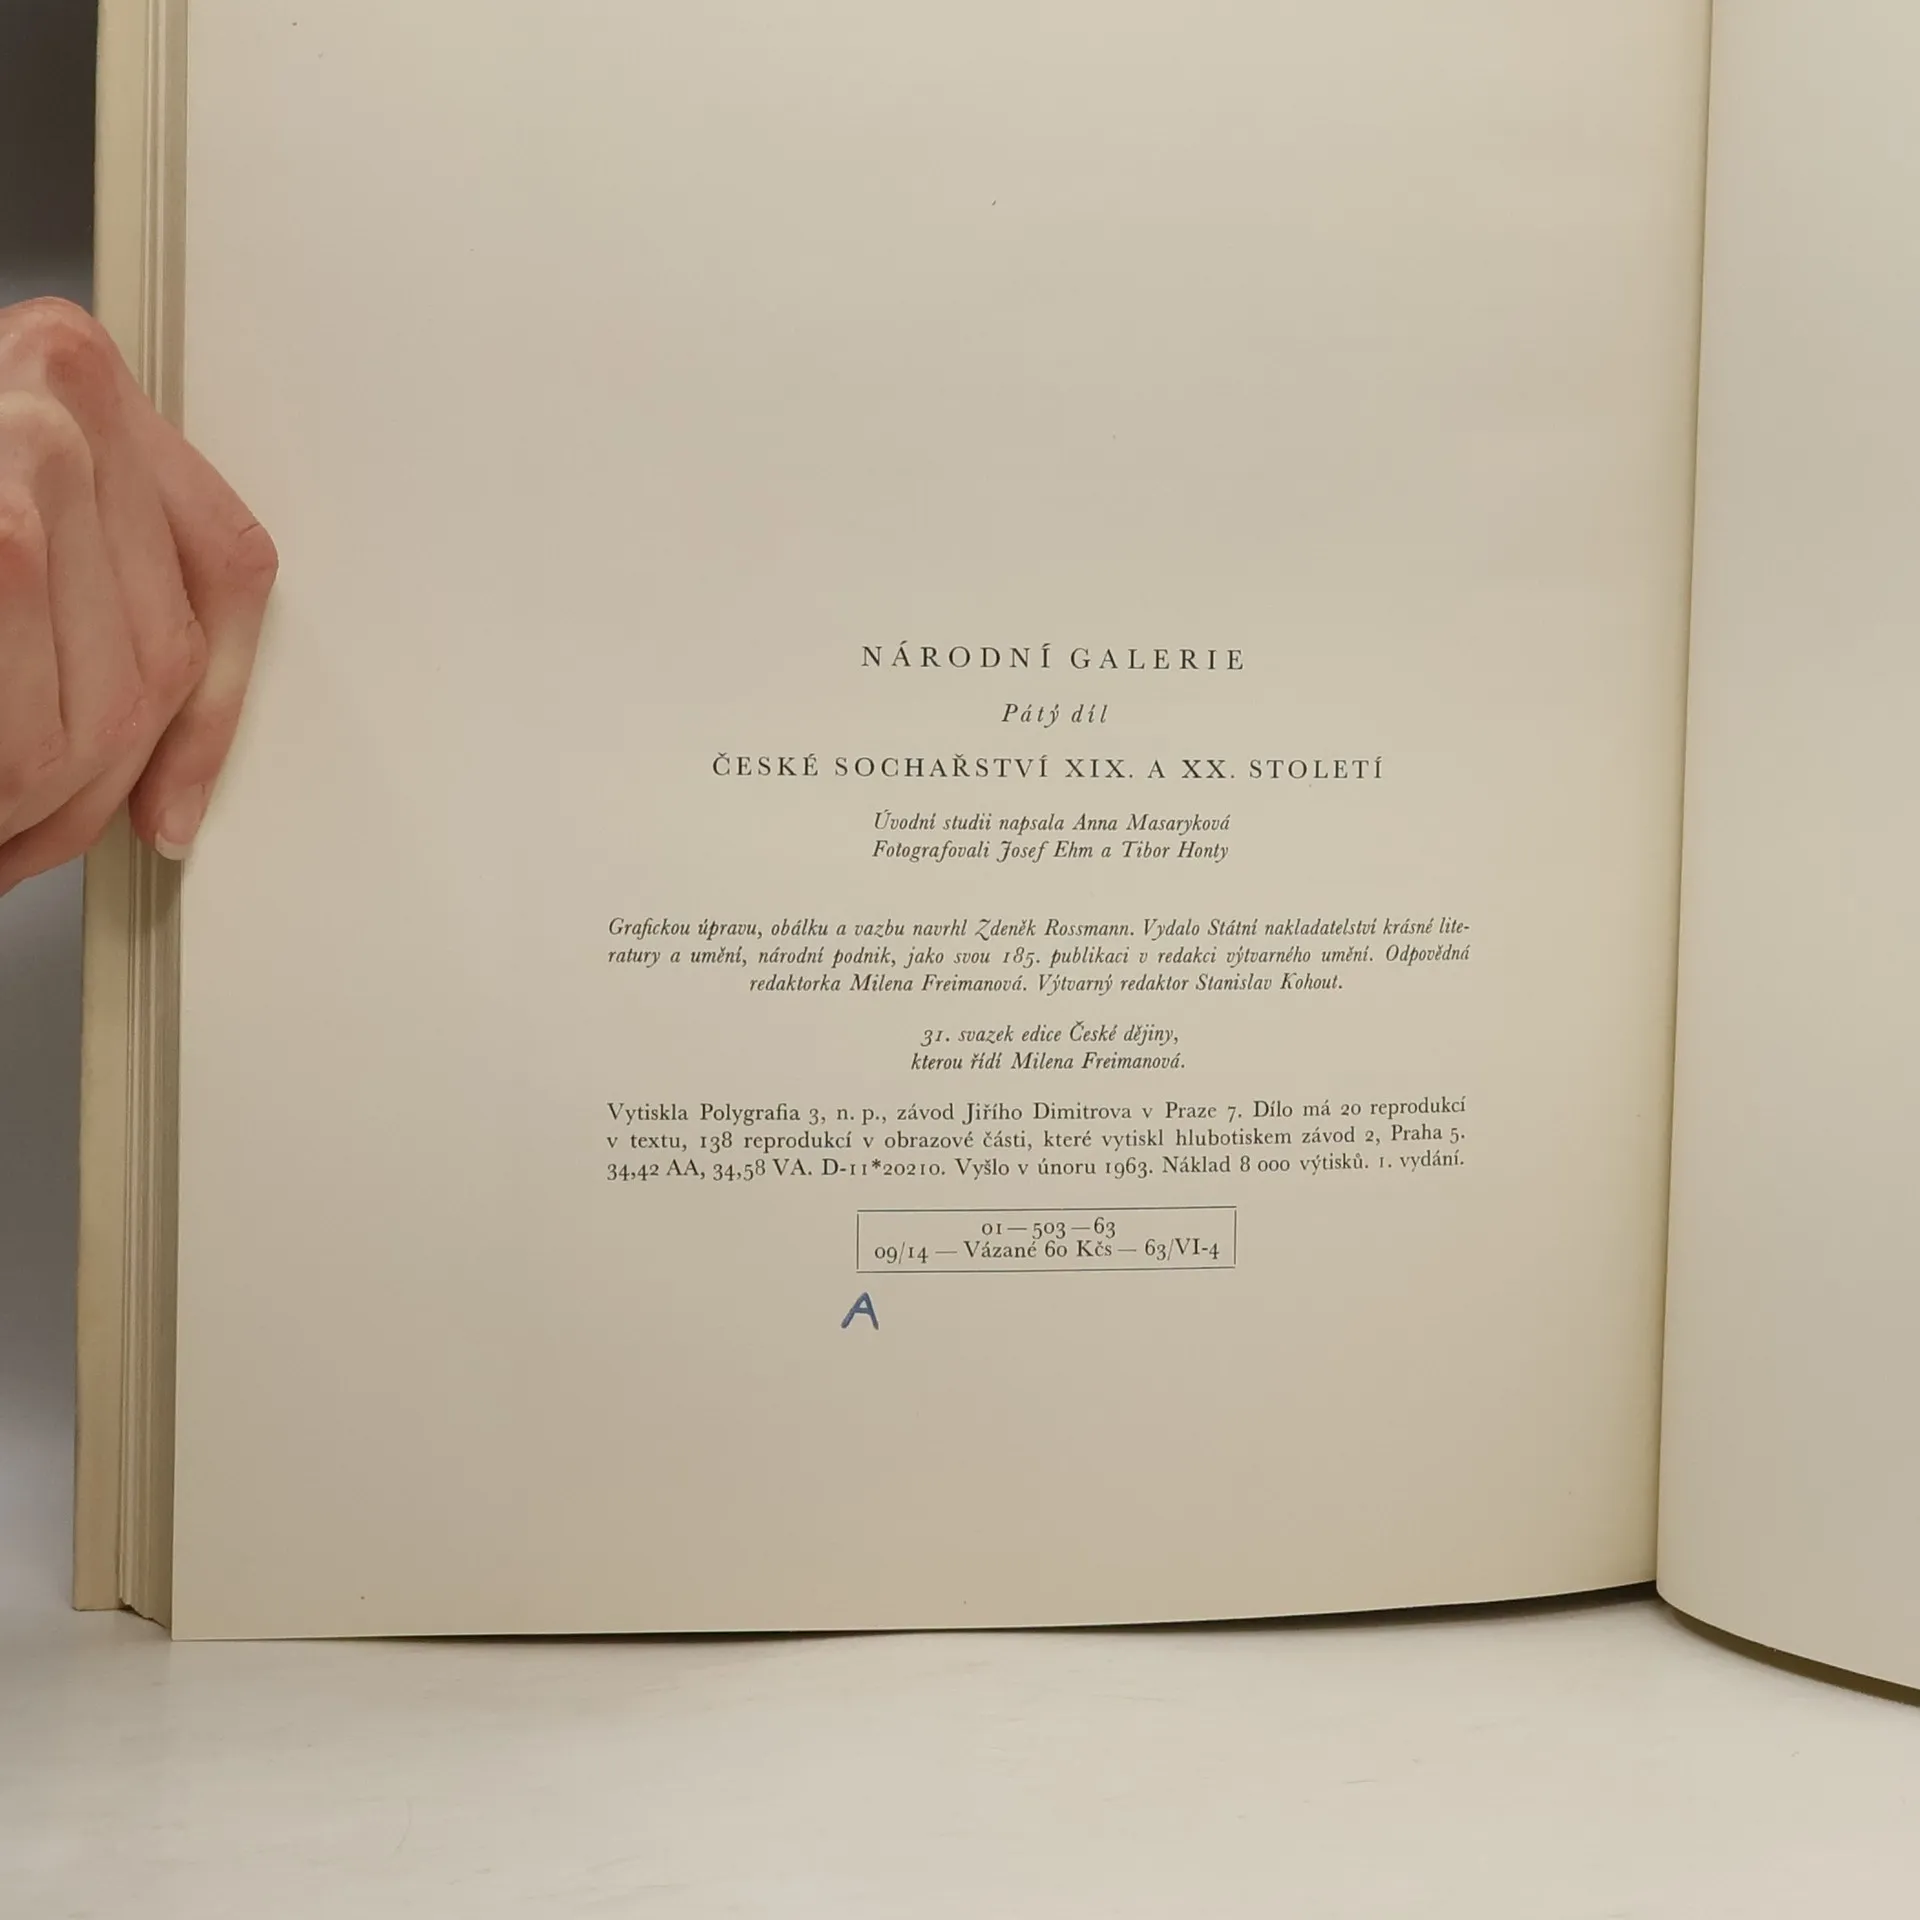 NÁRODNÍ GALERIE
Pátý díl
ČESKÉ SOCHAŘSTVÍ XIX. A XX. STOLETÍ
Úvodní studii napsala Anna Masaryková
Fotografovali Josef Ehm a Tibor Honty
Grafickou úpravu, obálku a vazbu navrhl Zdeněk Rossmann. Vydalo Státní nakladatelství krásné lite-
ratury a umění, národní podnik, jako svou 185. publikaci v redakci výtvarného umění. Odpovědná
redaktorka Milena Freimanová. Výtvarný redaktor Stanislav Kohout.
31. svazek edice České dějiny,
kterou řídí Milena Freimanová.
Vytiskla Polygrafia 3, n. p., závod Jiřího Dimitrova v Praze 7. Dílo má 20 reprodukcí
v textu, 138 reprodukcí v obrazové části, které vytiskl hlubotiskem závod 2, Praha 5.
34,42 AA, 34,58 VA. D-11*20210. Vyšlo v únoru 1963. Náklad 8 000 výtisků. 1. vydání.
01 — 503 — 63
09/14 — Vázané 60 Kčs — 63/VI-4
A